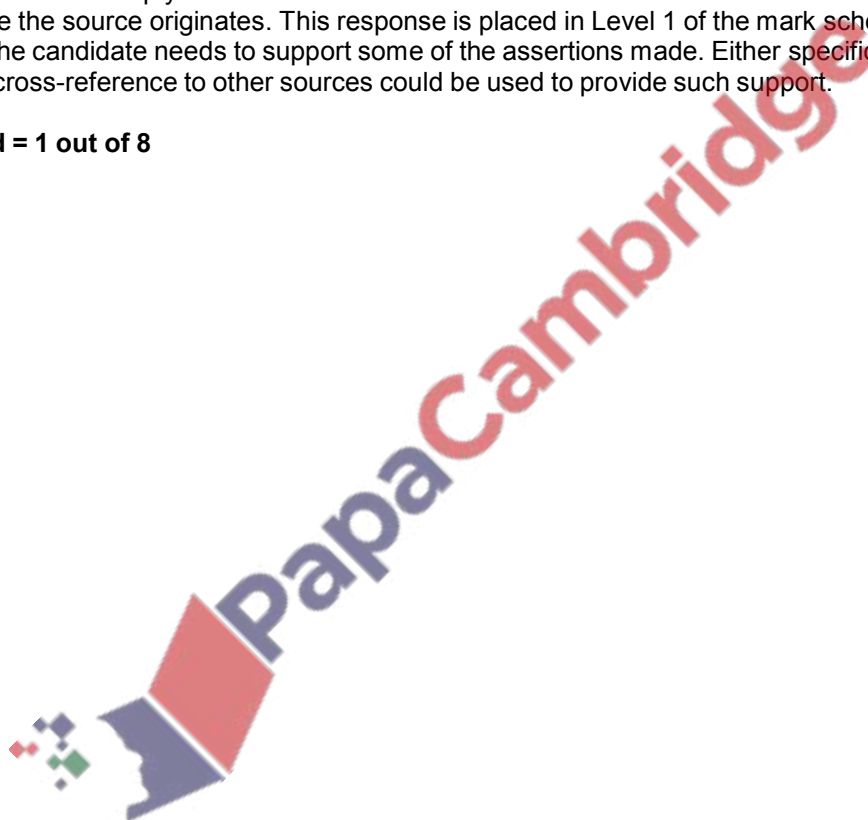 e the source originates. This response is placed in Level 1 of the mark sche
he candidate needs to support some of the assertions made. Either specific
cross-reference to other sources could be used to provide such support.
d = 1 out of 8
PapaCambridge